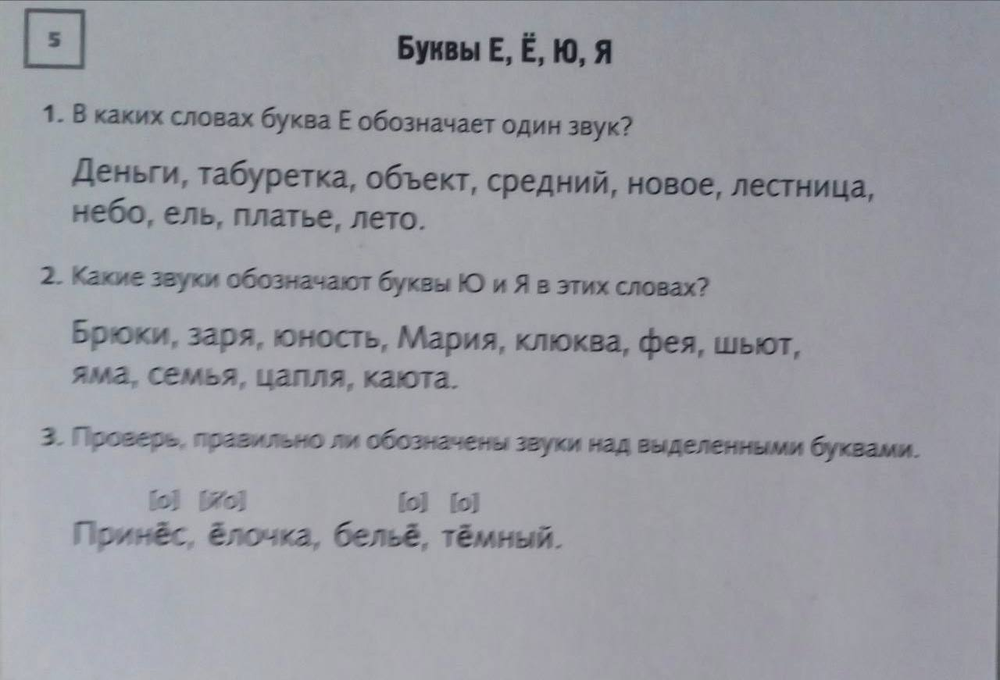 5
Буквы Е, Ё, Ю, Я
1. В каких словах буква Е обозначает один звук?
Деньги, табуретка, объект, средний, новое, лестница,
небо, ель, платье, лето.
2. Какие звуки обозначают буквы Ю и Я в этих словах?
Брюки, заря, юность, Мария, клюква, фея, шьют,
яма, семья, цапля, каюта.
3. Проверь, правильно ли обозначены звуки над выделенными буквами.
[о] [йо] [о] [о]
Принёс, ёлочка, бельё, тёмный.